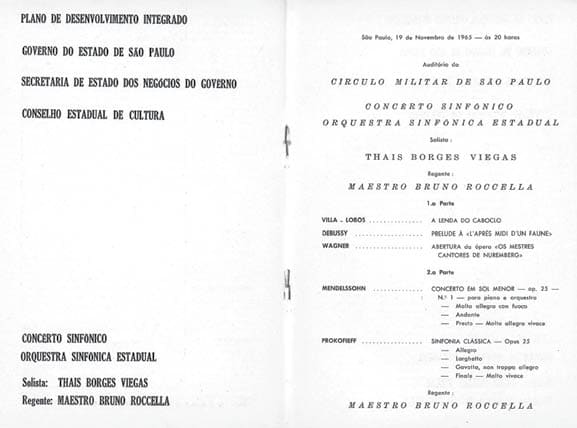 PLANO DE DESENVOLVIMENTO INTEGRADO
GOVERNO DO ESTADO DE SÃO PAULO
SECRETARIA DE ESTADO DOS NEGÓCIOS DO GOVERNO
CONSELHO ESTADUAL DE CULTURA
CONCERTO SINFÔNICO
ORQUESTRA SINFÔNICA ESTADUAL
Solista: THAIS BORGES VIEGAS
Regente: MAESTRO BRUNO ROCCELLA
São Paulo, 19 de Novembro de 1965 — às 20 horas
Auditório do
CIRCULO MILITAR DE SÃO PAULO
CONCERTO SINFÔNICO
ORQUESTRA SINFÔNICA ESTADUAL
Solista :
THAIS BORGES VIEGAS
Regente :
MAESTRO BRUNO ROCCELLA
1.a Parte
VILLA - LOBOS .............. A LENDA DO CABOCLO
DEBUSSY .............. PRELUDE À «L'APRÉS MIDI D'UN FAUNE»
WAGNER .............. ABERTURA da ópera «OS MESTRES
CANTORES DE NUREMBERG»
2.a Parte
MENDELSSOHN .............. CONCERTO EM SOL MENOR — op. 25 —
N.º 1 — para piano e orquestra
— Molto allegro con fuoco
— Andante
— Presto — Molto allegro vivace
PROKOFIEFF .............. SINFONIA CLÁSSICA — Opus 25
— Allegro
— Larghetto
— Gavotta, non troppo allegro
— Finale — Molto vivace
Regente :
MAESTRO BRUNO ROCCELLA